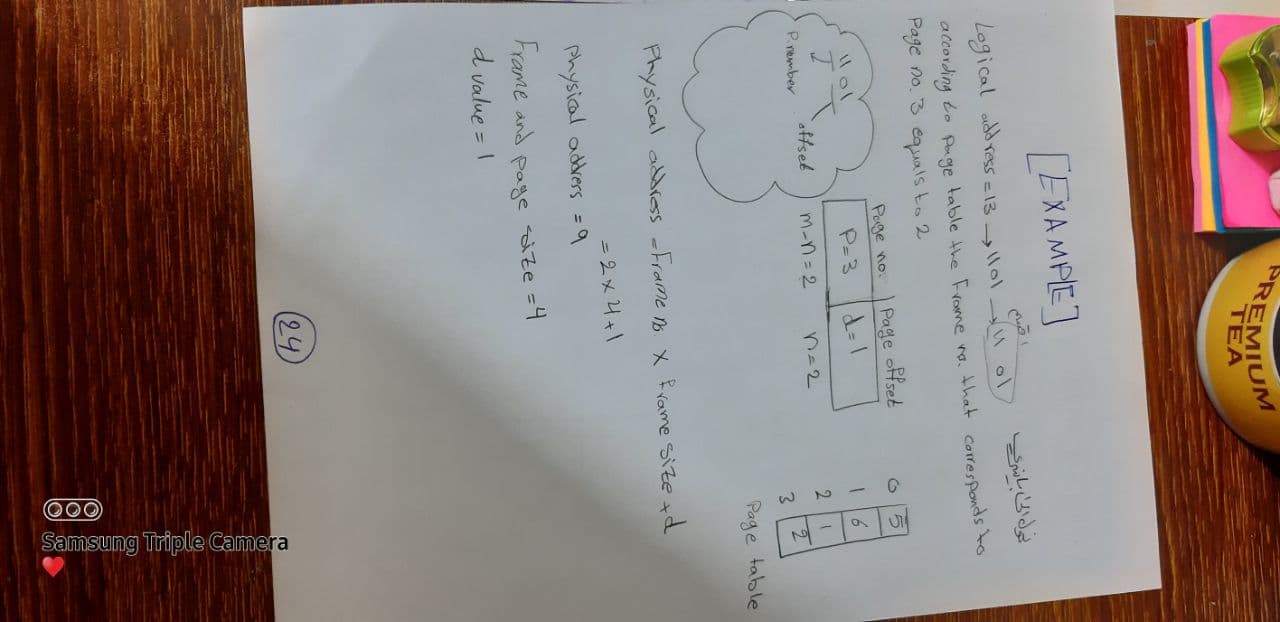 PREMIUM
TEA
[EXAMPLE]
Logical address = 13 → 1101 → 11 01
according to Page table the Frame no. that corresponds to
Page no. 3 equals to 2
Page no. Page offset
P=3 d=1
m-n=2 n=2
11 01
P.number offset
0 5
1 6
2 1
3 2
Page table
Physical address = Frame no. x frame size + d
= 2 x 4 + 1
physical address = 9
Frame and page size = 4
d value = 1
24
Samsung Triple Camera